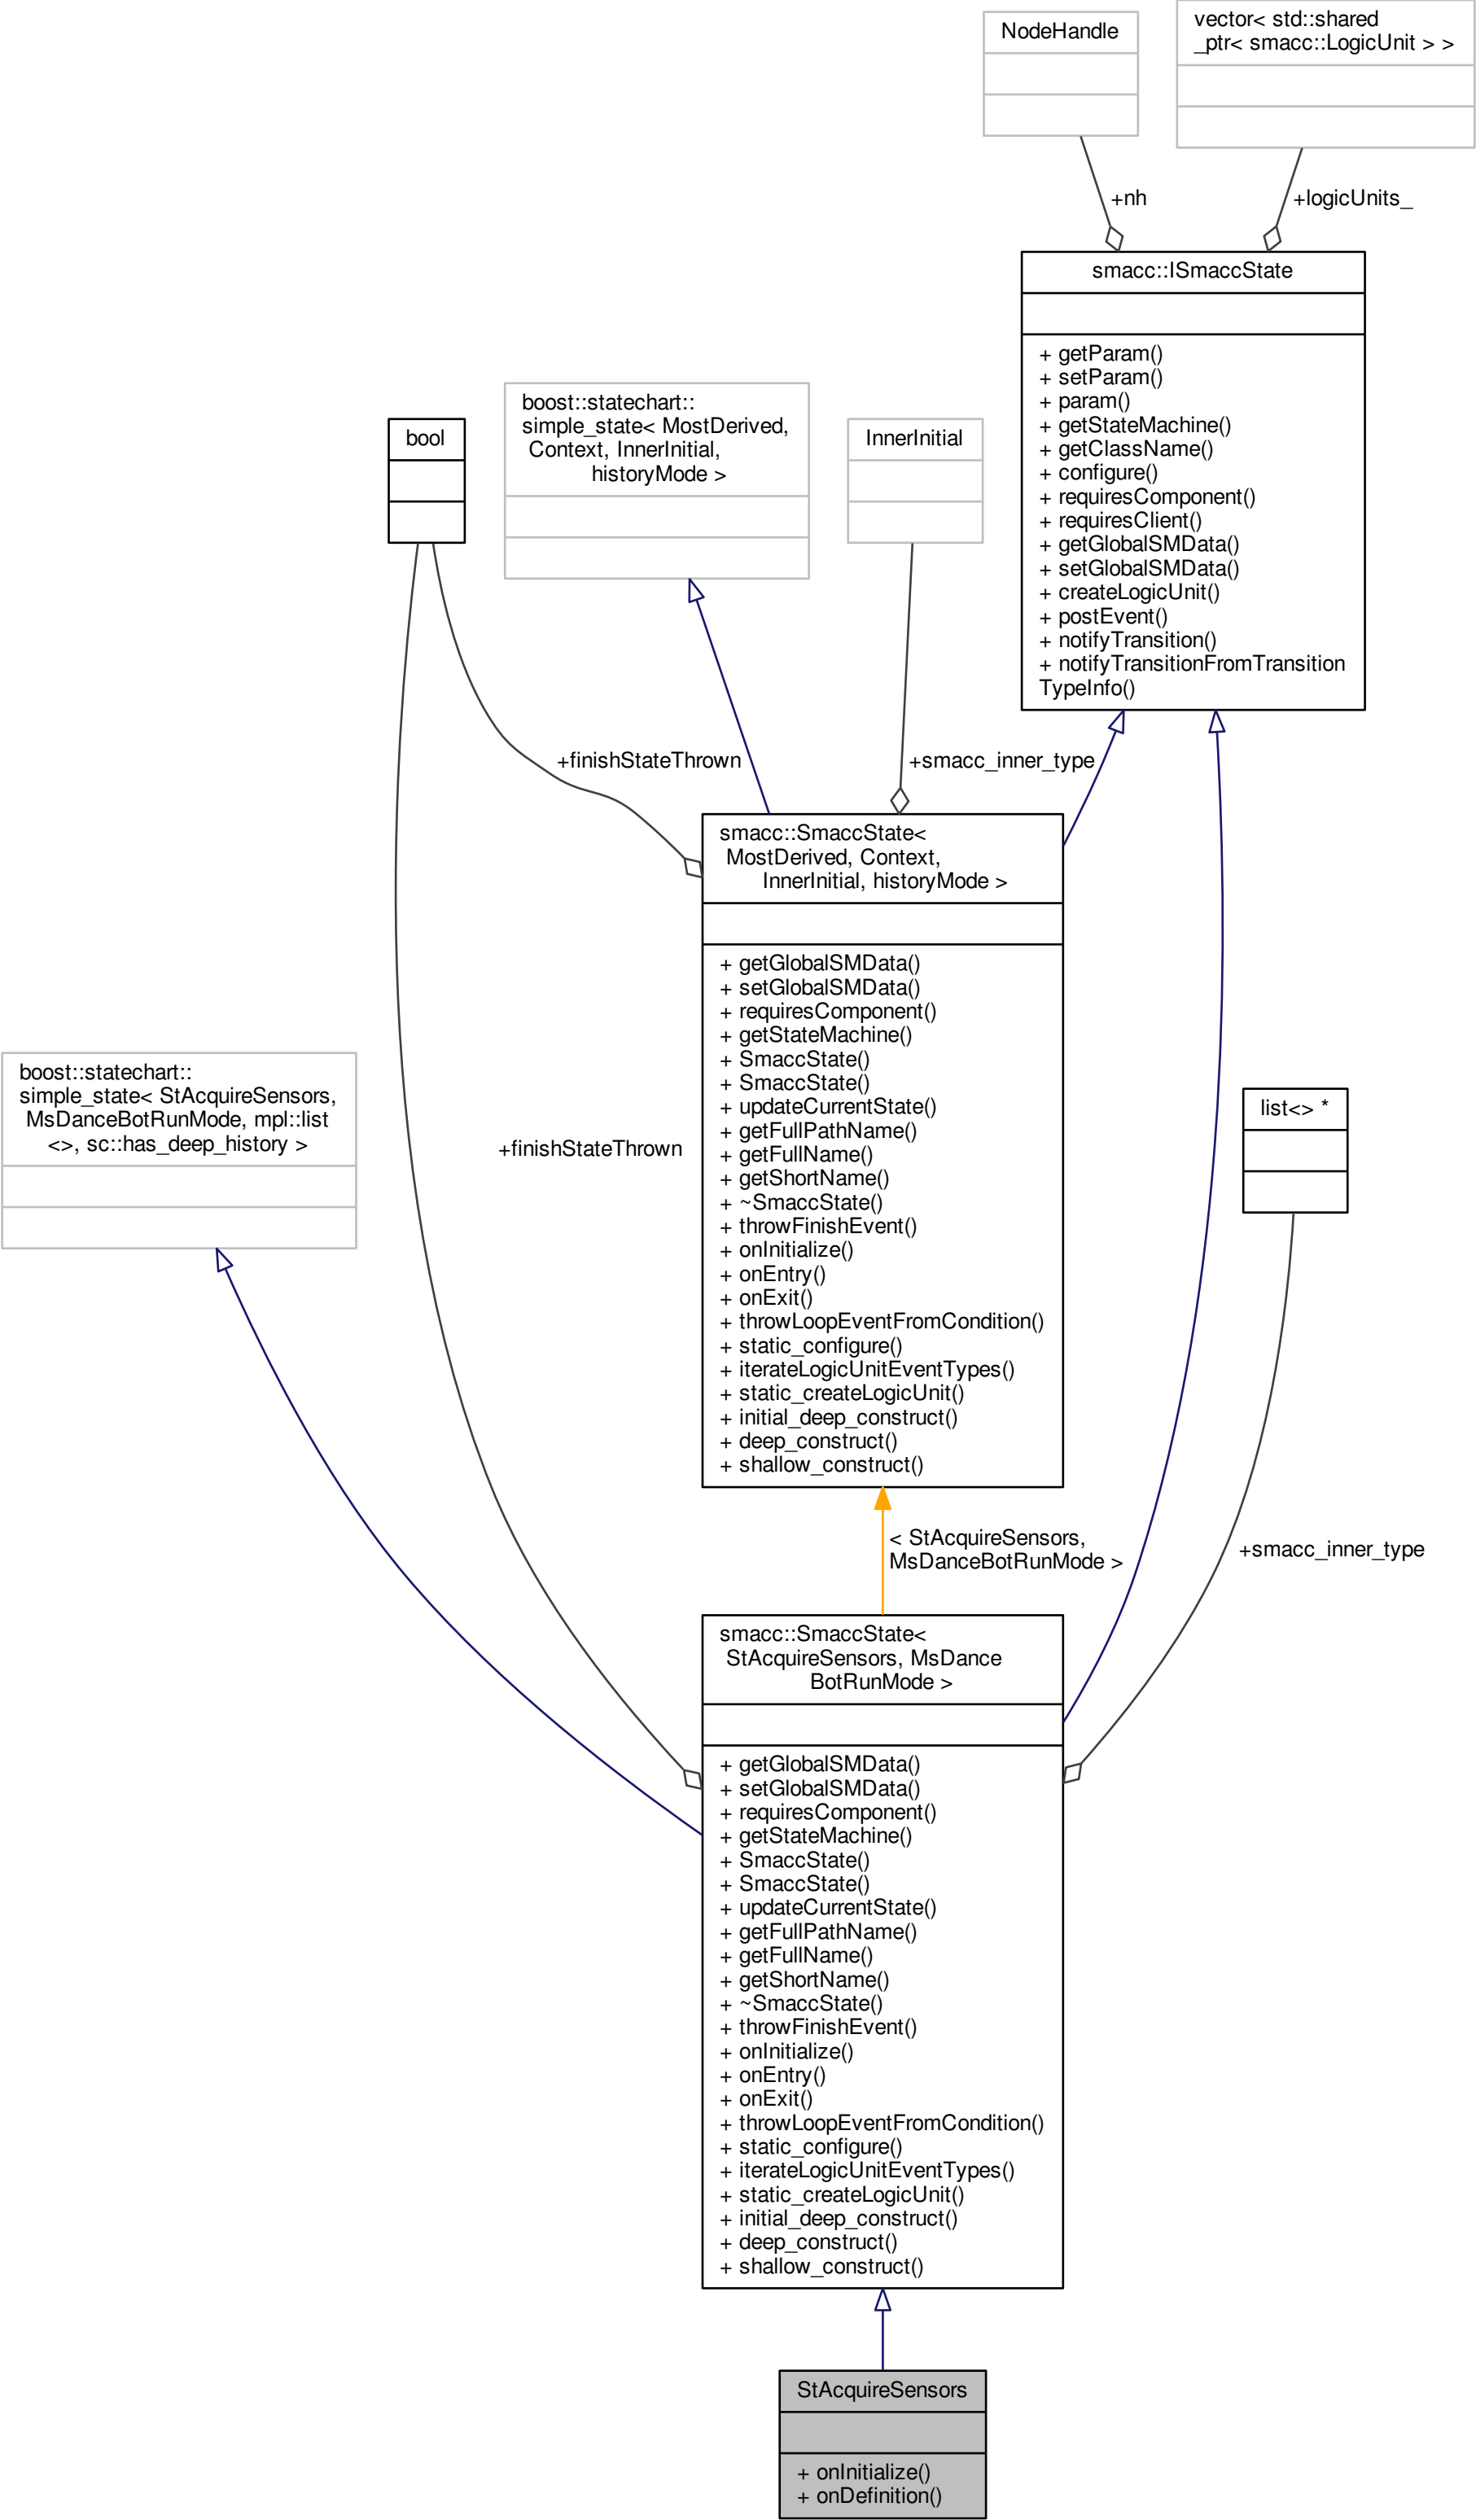 NodeHandle
vector< std::shared
_ptr< smacc::LogicUnit > >
+nh
+logicUnits_
smacc::ISmaccState
+ getParam()
+ setParam()
+ param()
+ getStateMachine()
+ getClassName()
+ configure()
+ requiresComponent()
+ requiresClient()
+ getGlobalSMData()
+ setGlobalSMData()
+ createLogicUnit()
+ postEvent()
+ notifyTransition()
+ notifyTransitionFromTransition
TypeInfo()
bool
boost::statechart::
simple_state< MostDerived,
Context, InnerInitial,
historyMode >
InnerInitial
+finishStateThrown
+smacc_inner_type
smacc::SmaccState<
MostDerived, Context,
InnerInitial, historyMode >
+ getGlobalSMData()
+ setGlobalSMData()
+ requiresComponent()
+ getStateMachine()
+ SmaccState()
+ SmaccState()
+ updateCurrentState()
+ getFullPathName()
+ getFullName()
+ getShortName()
+ ~SmaccState()
+ throwFinishEvent()
+ onInitialize()
+ onEntry()
+ onExit()
+ throwLoopEventFromCondition()
+ static_configure()
+ iterateLogicUnitEventTypes()
+ static_createLogicUnit()
+ initial_deep_construct()
+ deep_construct()
+ shallow_construct()
boost::statechart::
simple_state< StAcquireSensors,
MsDanceBotRunMode, mpl::list
<>, sc::has_deep_history >
+finishStateThrown
list<> *
< StAcquireSensors,
MsDanceBotRunMode >
+smacc_inner_type
smacc::SmaccState<
StAcquireSensors, MsDance
BotRunMode >
+ getGlobalSMData()
+ setGlobalSMData()
+ requiresComponent()
+ getStateMachine()
+ SmaccState()
+ SmaccState()
+ updateCurrentState()
+ getFullPathName()
+ getFullName()
+ getShortName()
+ ~SmaccState()
+ throwFinishEvent()
+ onInitialize()
+ onEntry()
+ onExit()
+ throwLoopEventFromCondition()
+ static_configure()
+ iterateLogicUnitEventTypes()
+ static_createLogicUnit()
+ initial_deep_construct()
+ deep_construct()
+ shallow_construct()
StAcquireSensors
+ onInitialize()
+ onDefinition()